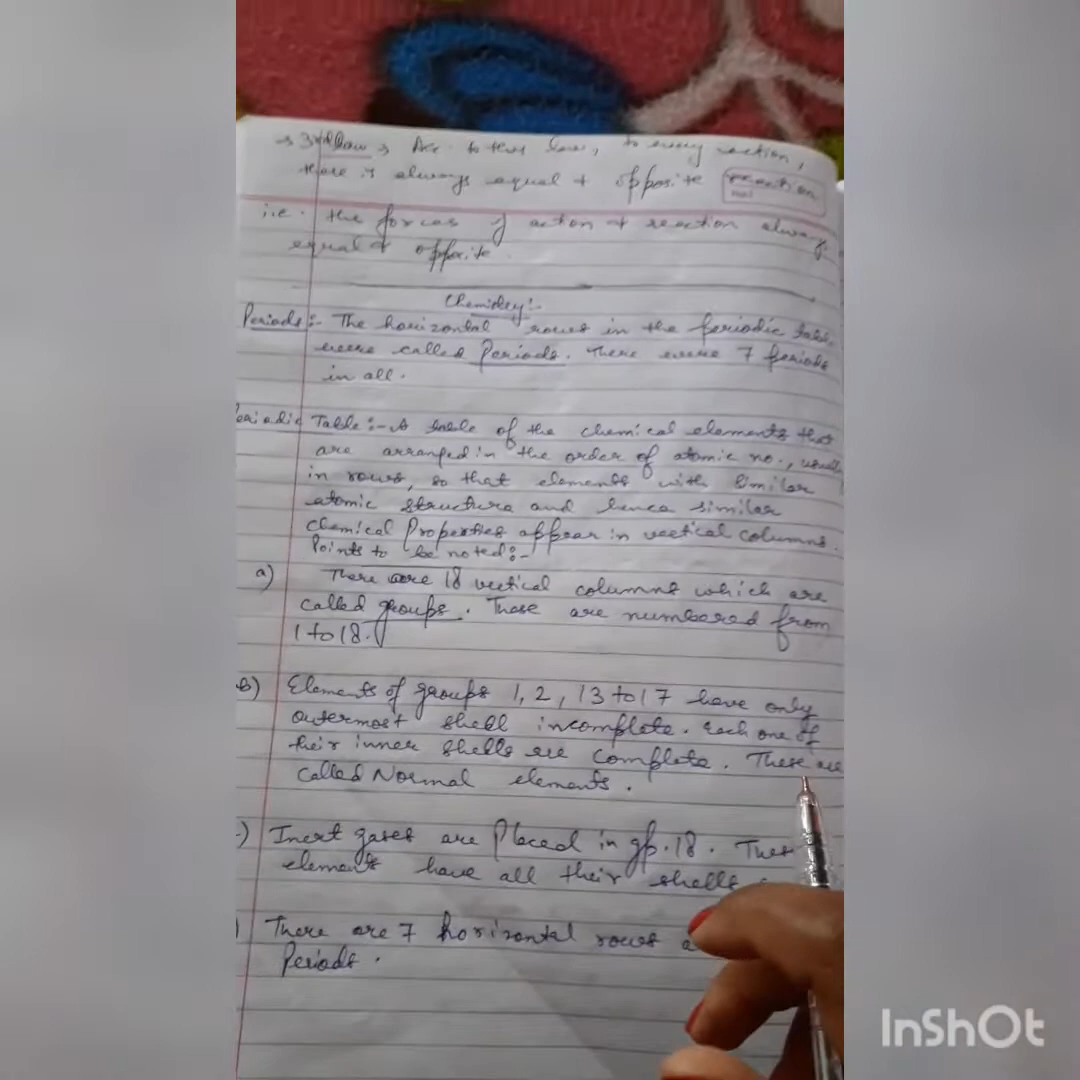 → 3rd law → Acc. to this law, to every action,
there is always equal & opposite reaction
i.e. the forces of action & reaction always
equal & opposite.
Chemistry:-
Periods:- The horizontal rows in the periodic table
were called Periods. There were 7 periods
in all.
Periodic Table:- A table of the chemical elements that
are arranged in the order of atomic no., usually
in rows, so that elements with similar
atomic structure and hence similar
chemical Properties appear in vertical columns.
Points to be noted:-
a) There are 18 vertical columns which are
called groups. These are numbered from
1 to 18.
b) Elements of groups 1, 2, 13 to 17 have only
outermost shell incomplete. Each one of
their inner shells are complete. These are
called Normal elements.
) Inert gases are Placed in gp. 18. Thes
elements have all their shells
) There are 7 horizontal rows
Periods.
InShOt